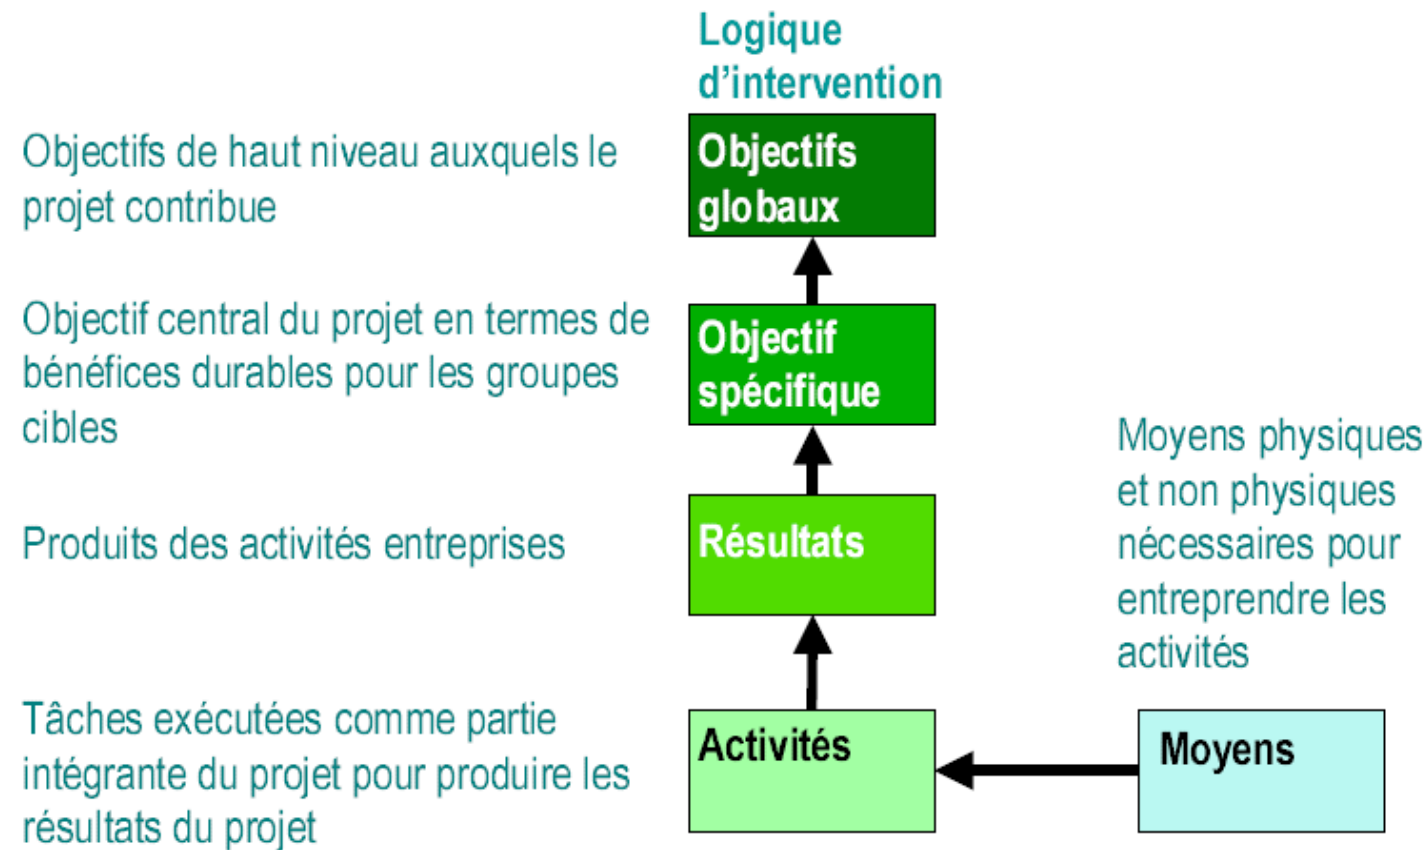 Logique
d’intervention
Objectifs de haut niveau auxquels le
projet contribue
Objectifs
globaux
Objectif central du projet en termes de
bénéfices durables pour les groupes
cibles
Objectif
spécifique
Produits des activités entreprises
Résultats
Moyens physiques
et non physiques
nécessaires pour
entreprendre les
activités
Tâches exécutées comme partie
intégrante du projet pour produire les
résultats du projet
Activités
Moyens